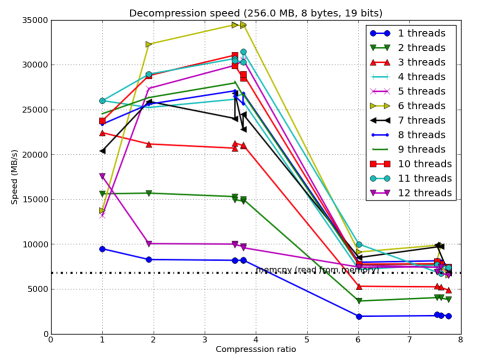 Decompression speed (256.0 MB, 8 bytes, 19 bits)
35000
30000
25000
20000
15000
10000
5000
0
Speed (MB/s)
1 threads
2 threads
3 threads
4 threads
5 threads
6 threads
7 threads
8 threads
9 threads
10 threads
11 threads
12 threads
memcpy (read from memory)
0 1 2 3 4 5 6 7 8
Compresssion ratio